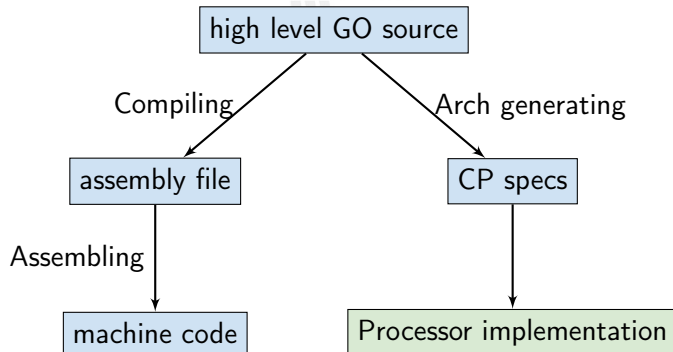 high level GO source
Compiling
Arch generating
assembly file
CP specs
Assembling
machine code
Processor implementation